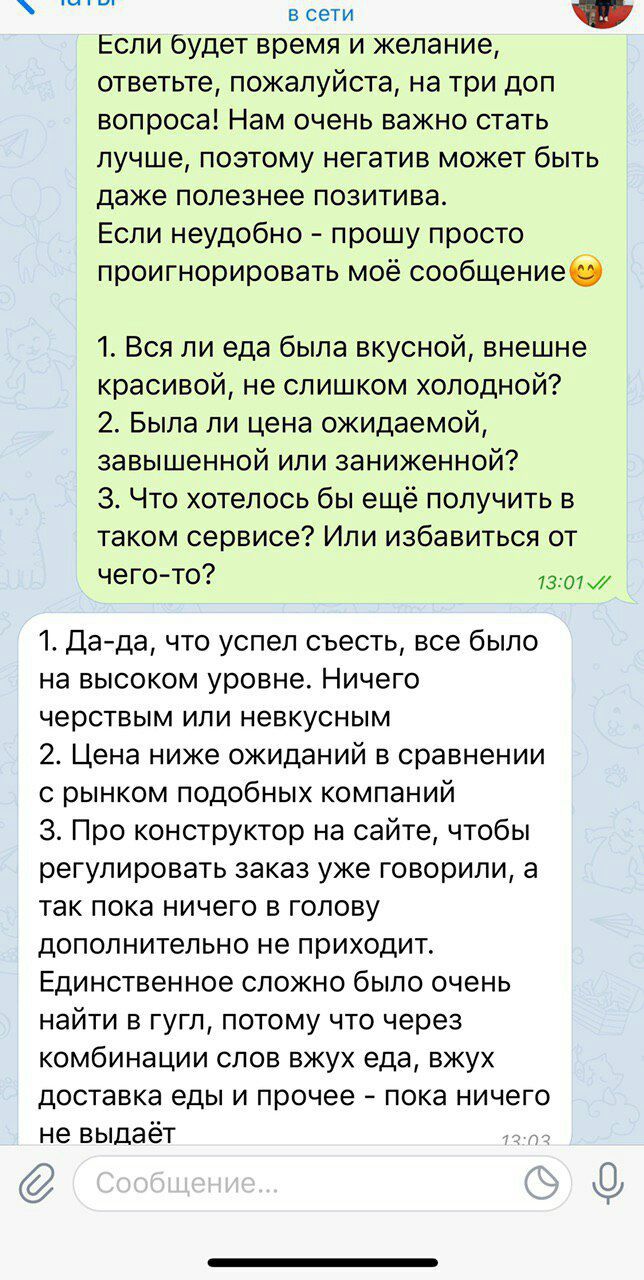 в сети
Если будет время и желание,
ответьте, пожалуйста, на три доп
вопроса! Нам очень важно стать
лучше, поэтому негатив может быть
даже полезнее позитива.
Если неудобно - прошу просто
проигнорировать моё сообщение😊
1. Вся ли еда была вкусной, внешне
красивой, не слишком холодной?
2. Была ли цена ожидаемой,
завышенной или заниженной?
3. Что хотелось бы ещё получить в
таком сервисе? Или избавиться от
чего-то?
13:01
1. Да-да, что успел съесть, все было
на высоком уровне. Ничего
черствым или невкусным
2. Цена ниже ожиданий в сравнении
с рынком подобных компаний
3. Про конструктор на сайте, чтобы
регулировать заказ уже говорили, а
так пока ничего в голову
дополнительно не приходит.
Единственное сложно было очень
найти в гугл, потому что через
комбинации слов вжух еда, вжух
доставка еды и прочее - пока ничего
не выдаёт
13:03
Сообщение...